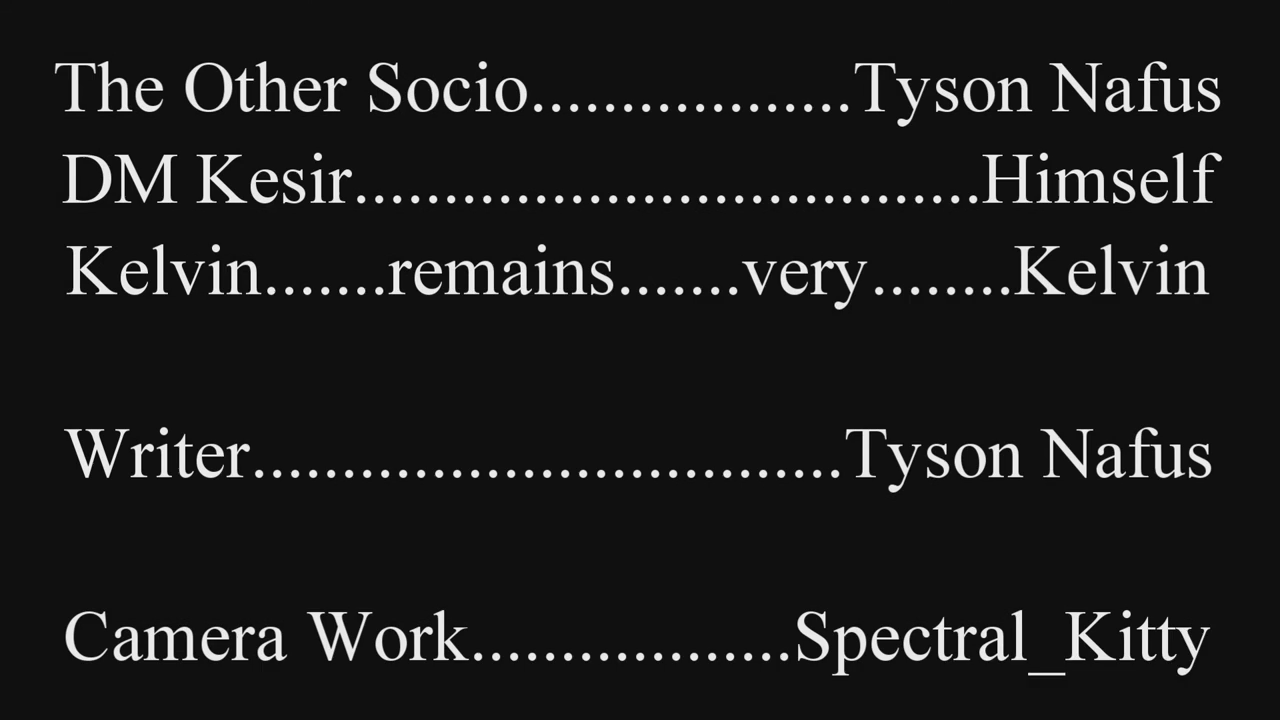 The Other Socio..................Tyson Nafus
DM Kesir...................................Himself
Kelvin.......remains.......very........Kelvin
Writer.................................Tyson Nafus
Camera Work..................Spectral_Kitty